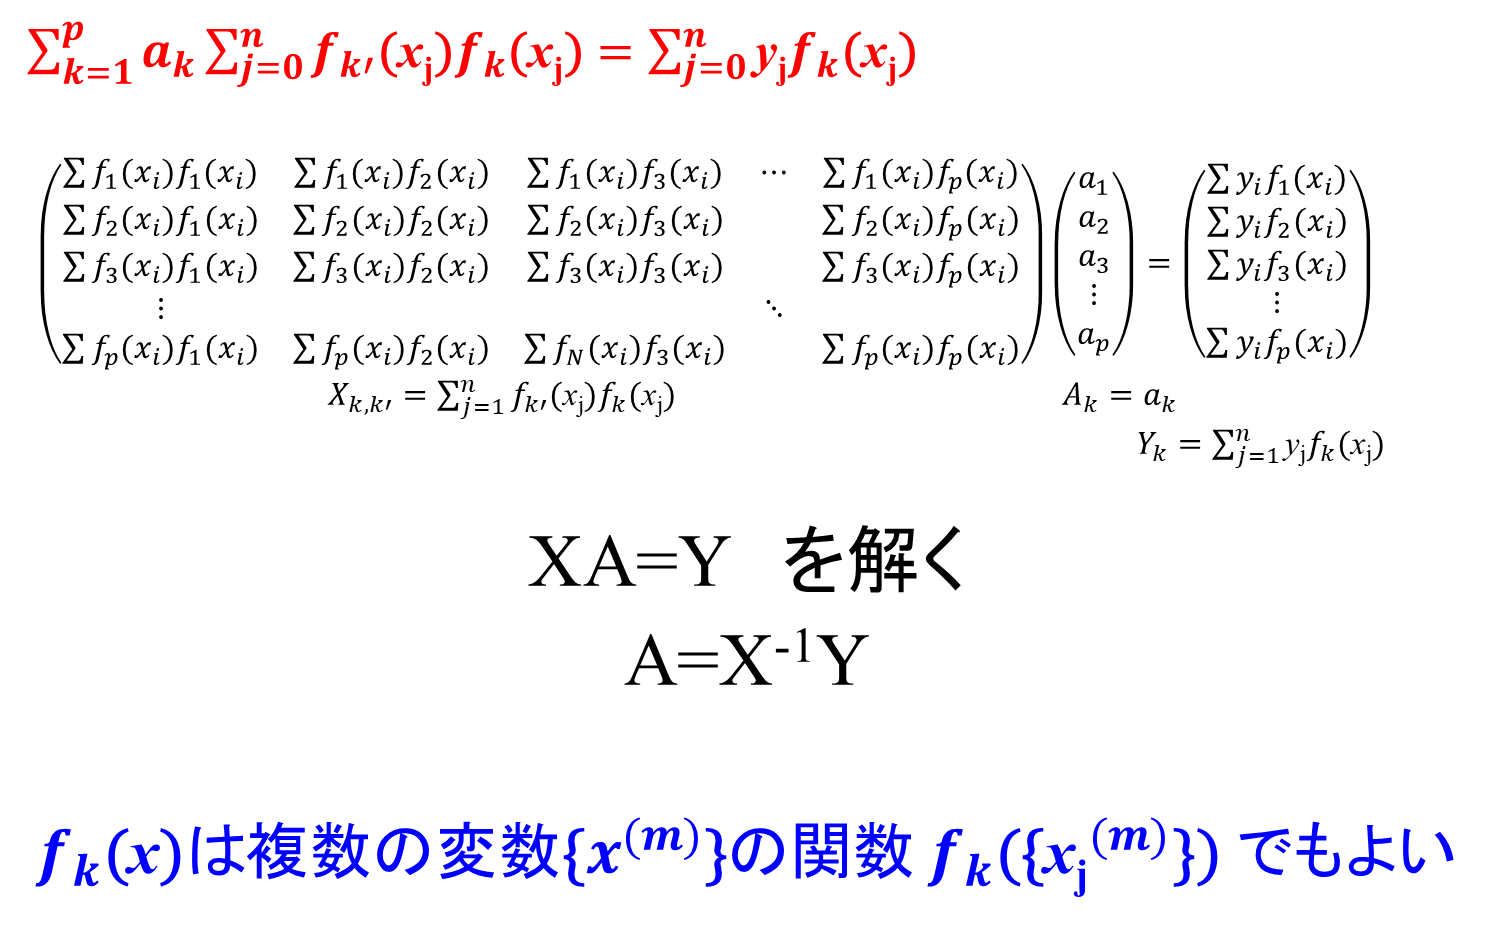 ∑_{k=1}^{p} a_k ∑_{j=0}^{n} f_{k′}(x_j)f_k(x_j) = ∑_{j=0}^{n} y_j f_k(x_j)
∑f_1(x_i)f_1(x_i) ∑f_1(x_i)f_2(x_i) ∑f_1(x_i)f_3(x_i) ⋯ ∑f_1(x_i)f_p(x_i) a_1 ∑y_i f_1(x_i)
∑f_2(x_i)f_1(x_i) ∑f_2(x_i)f_2(x_i) ∑f_2(x_i)f_3(x_i) ∑f_2(x_i)f_p(x_i) a_2 ∑y_i f_2(x_i)
∑f_3(x_i)f_1(x_i) ∑f_3(x_i)f_2(x_i) ∑f_3(x_i)f_3(x_i) ∑f_3(x_i)f_p(x_i) a_3 = ∑y_i f_3(x_i)
⋮ ⋱ ⋮ ⋮
∑f_p(x_i)f_1(x_i) ∑f_p(x_i)f_2(x_i) ∑f_N(x_i)f_3(x_i) ∑f_p(x_i)f_p(x_i) a_p ∑y_i f_p(x_i)
X_{k,k′} = ∑_{j=1}^{n} f_{k′}(x_j)f_k(x_j) A_k = a_k
Y_k = ∑_{j=1}^{n} y_j f_k(x_j)
XA=Y を解く
A=X^{-1}Y
f_k(x)は複数の変数{x^{(m)}}の関数 f_k({x_j^{(m)}}) でもよい